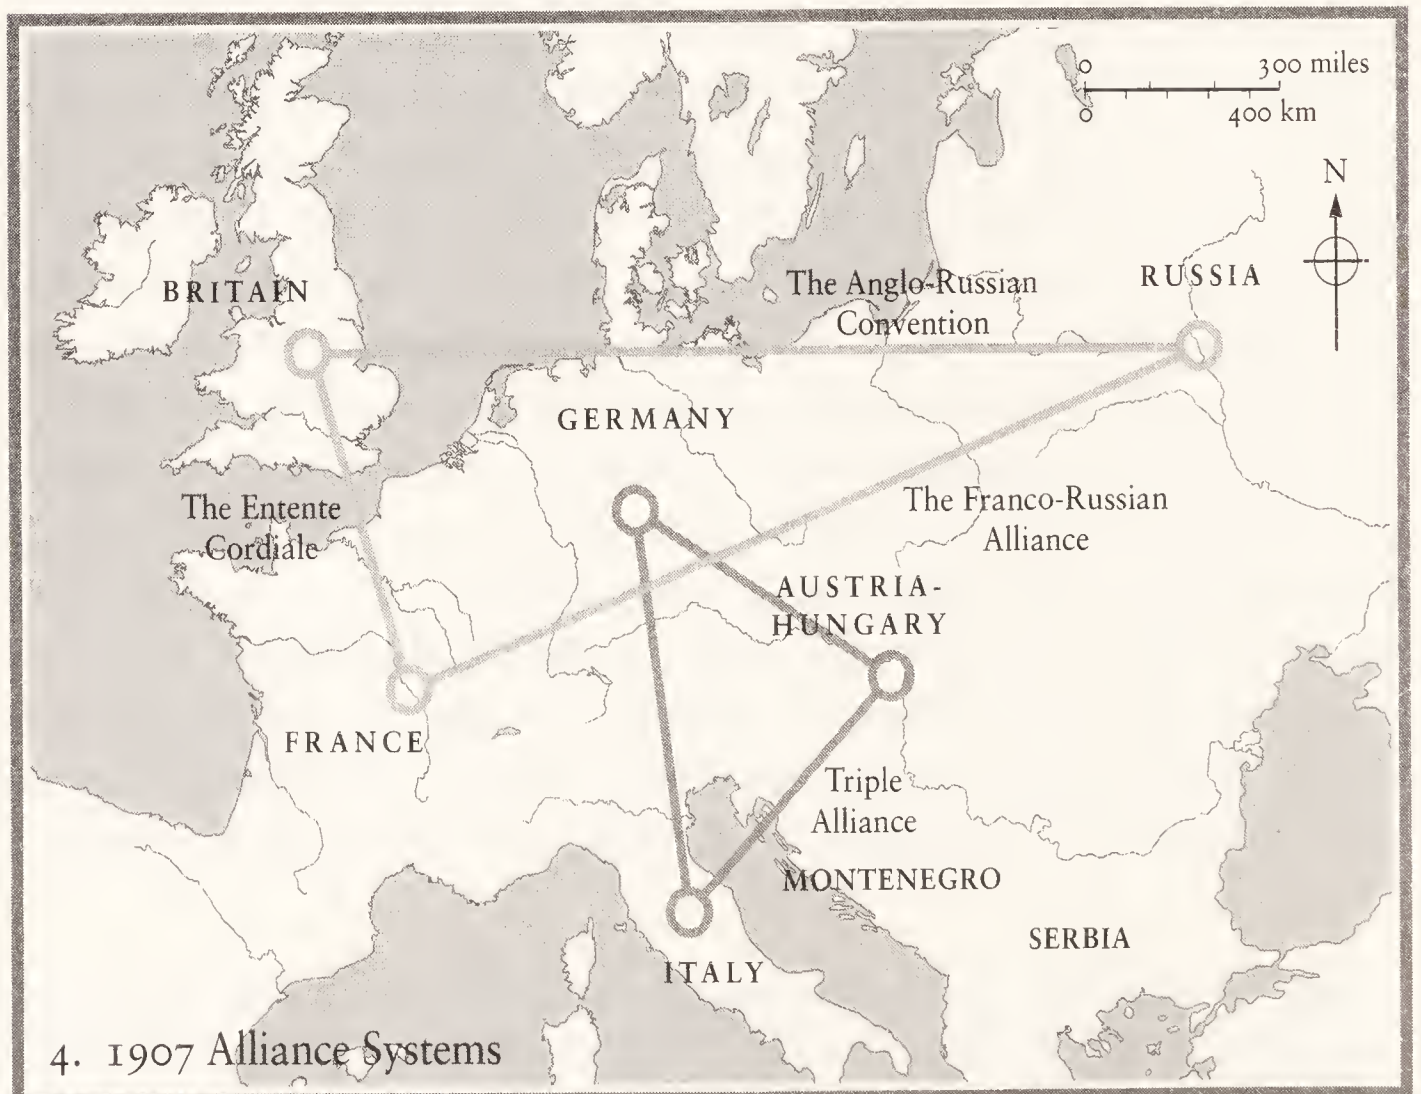 0 300 miles
0 400 km
N
BRITAIN
The Anglo-Russian
Convention
RUSSIA
GERMANY
The Entente
Cordiale
The Franco-Russian
Alliance
AUSTRIA-
HUNGARY
FRANCE
Triple
Alliance
MONTENEGRO
SERBIA
ITALY
4. 1907 Alliance Systems